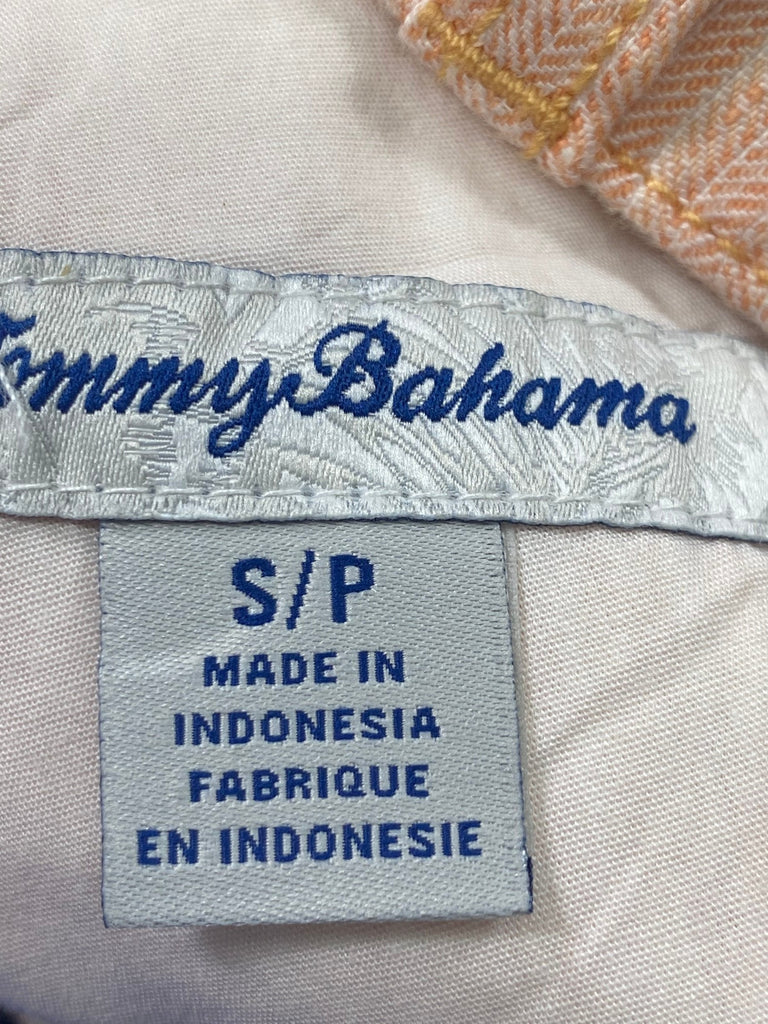 Tommy Bahama
S/P
MADE IN
INDONESIA
FABRIQUE
EN INDONESIE